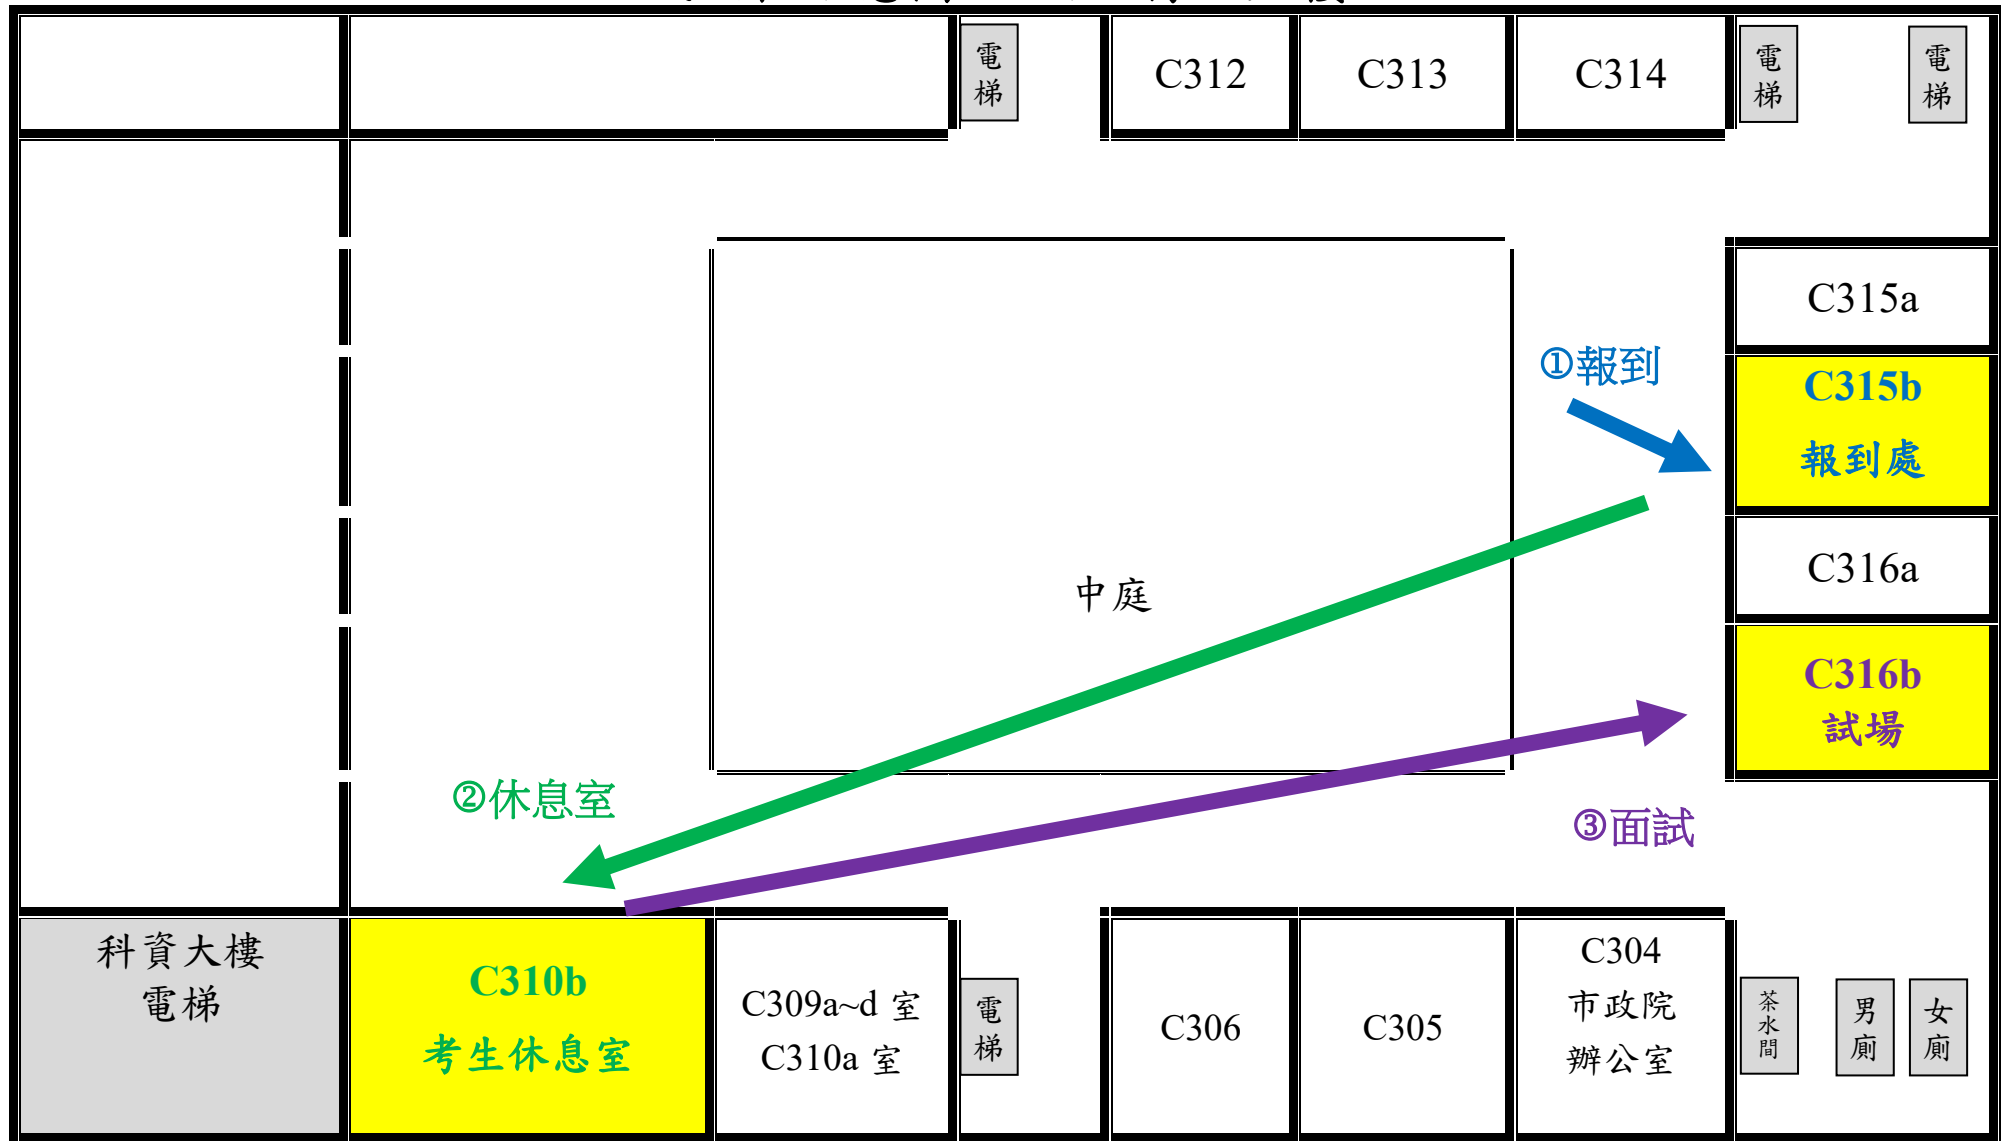 電梯
C312
C313
C314
電梯
電梯
C315a
①報到
C315b
報到處
中庭
C316a
C316b
試場
②休息室
③面試
科資大樓
電梯
C310b
考生休息室
C309a~d 室
C310a 室
電梯
C306
C305
C304
市政院
辦公室
茶水間
男廁
女廁